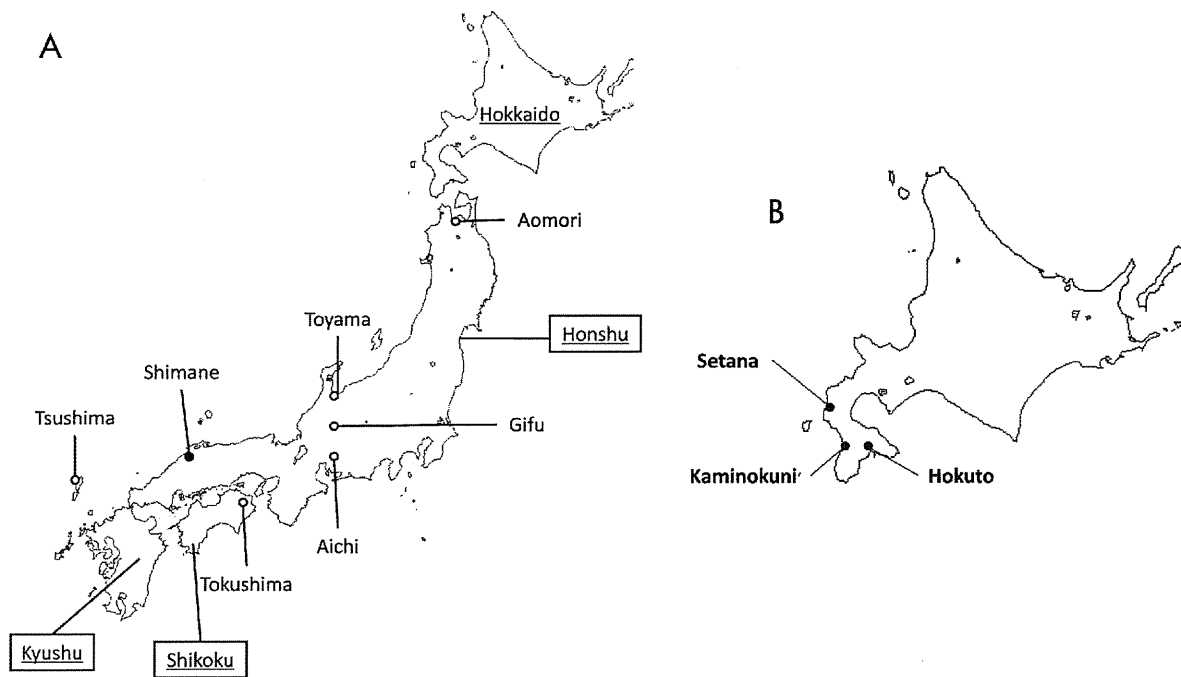 A
Hokkaido
Aomori
Toyama
Honshu
Shimane
Tsushima
Gifu
Aichi
Tokushima
Kyushu
Shikoku
B
Setana
Kaminokuni
Hokuto